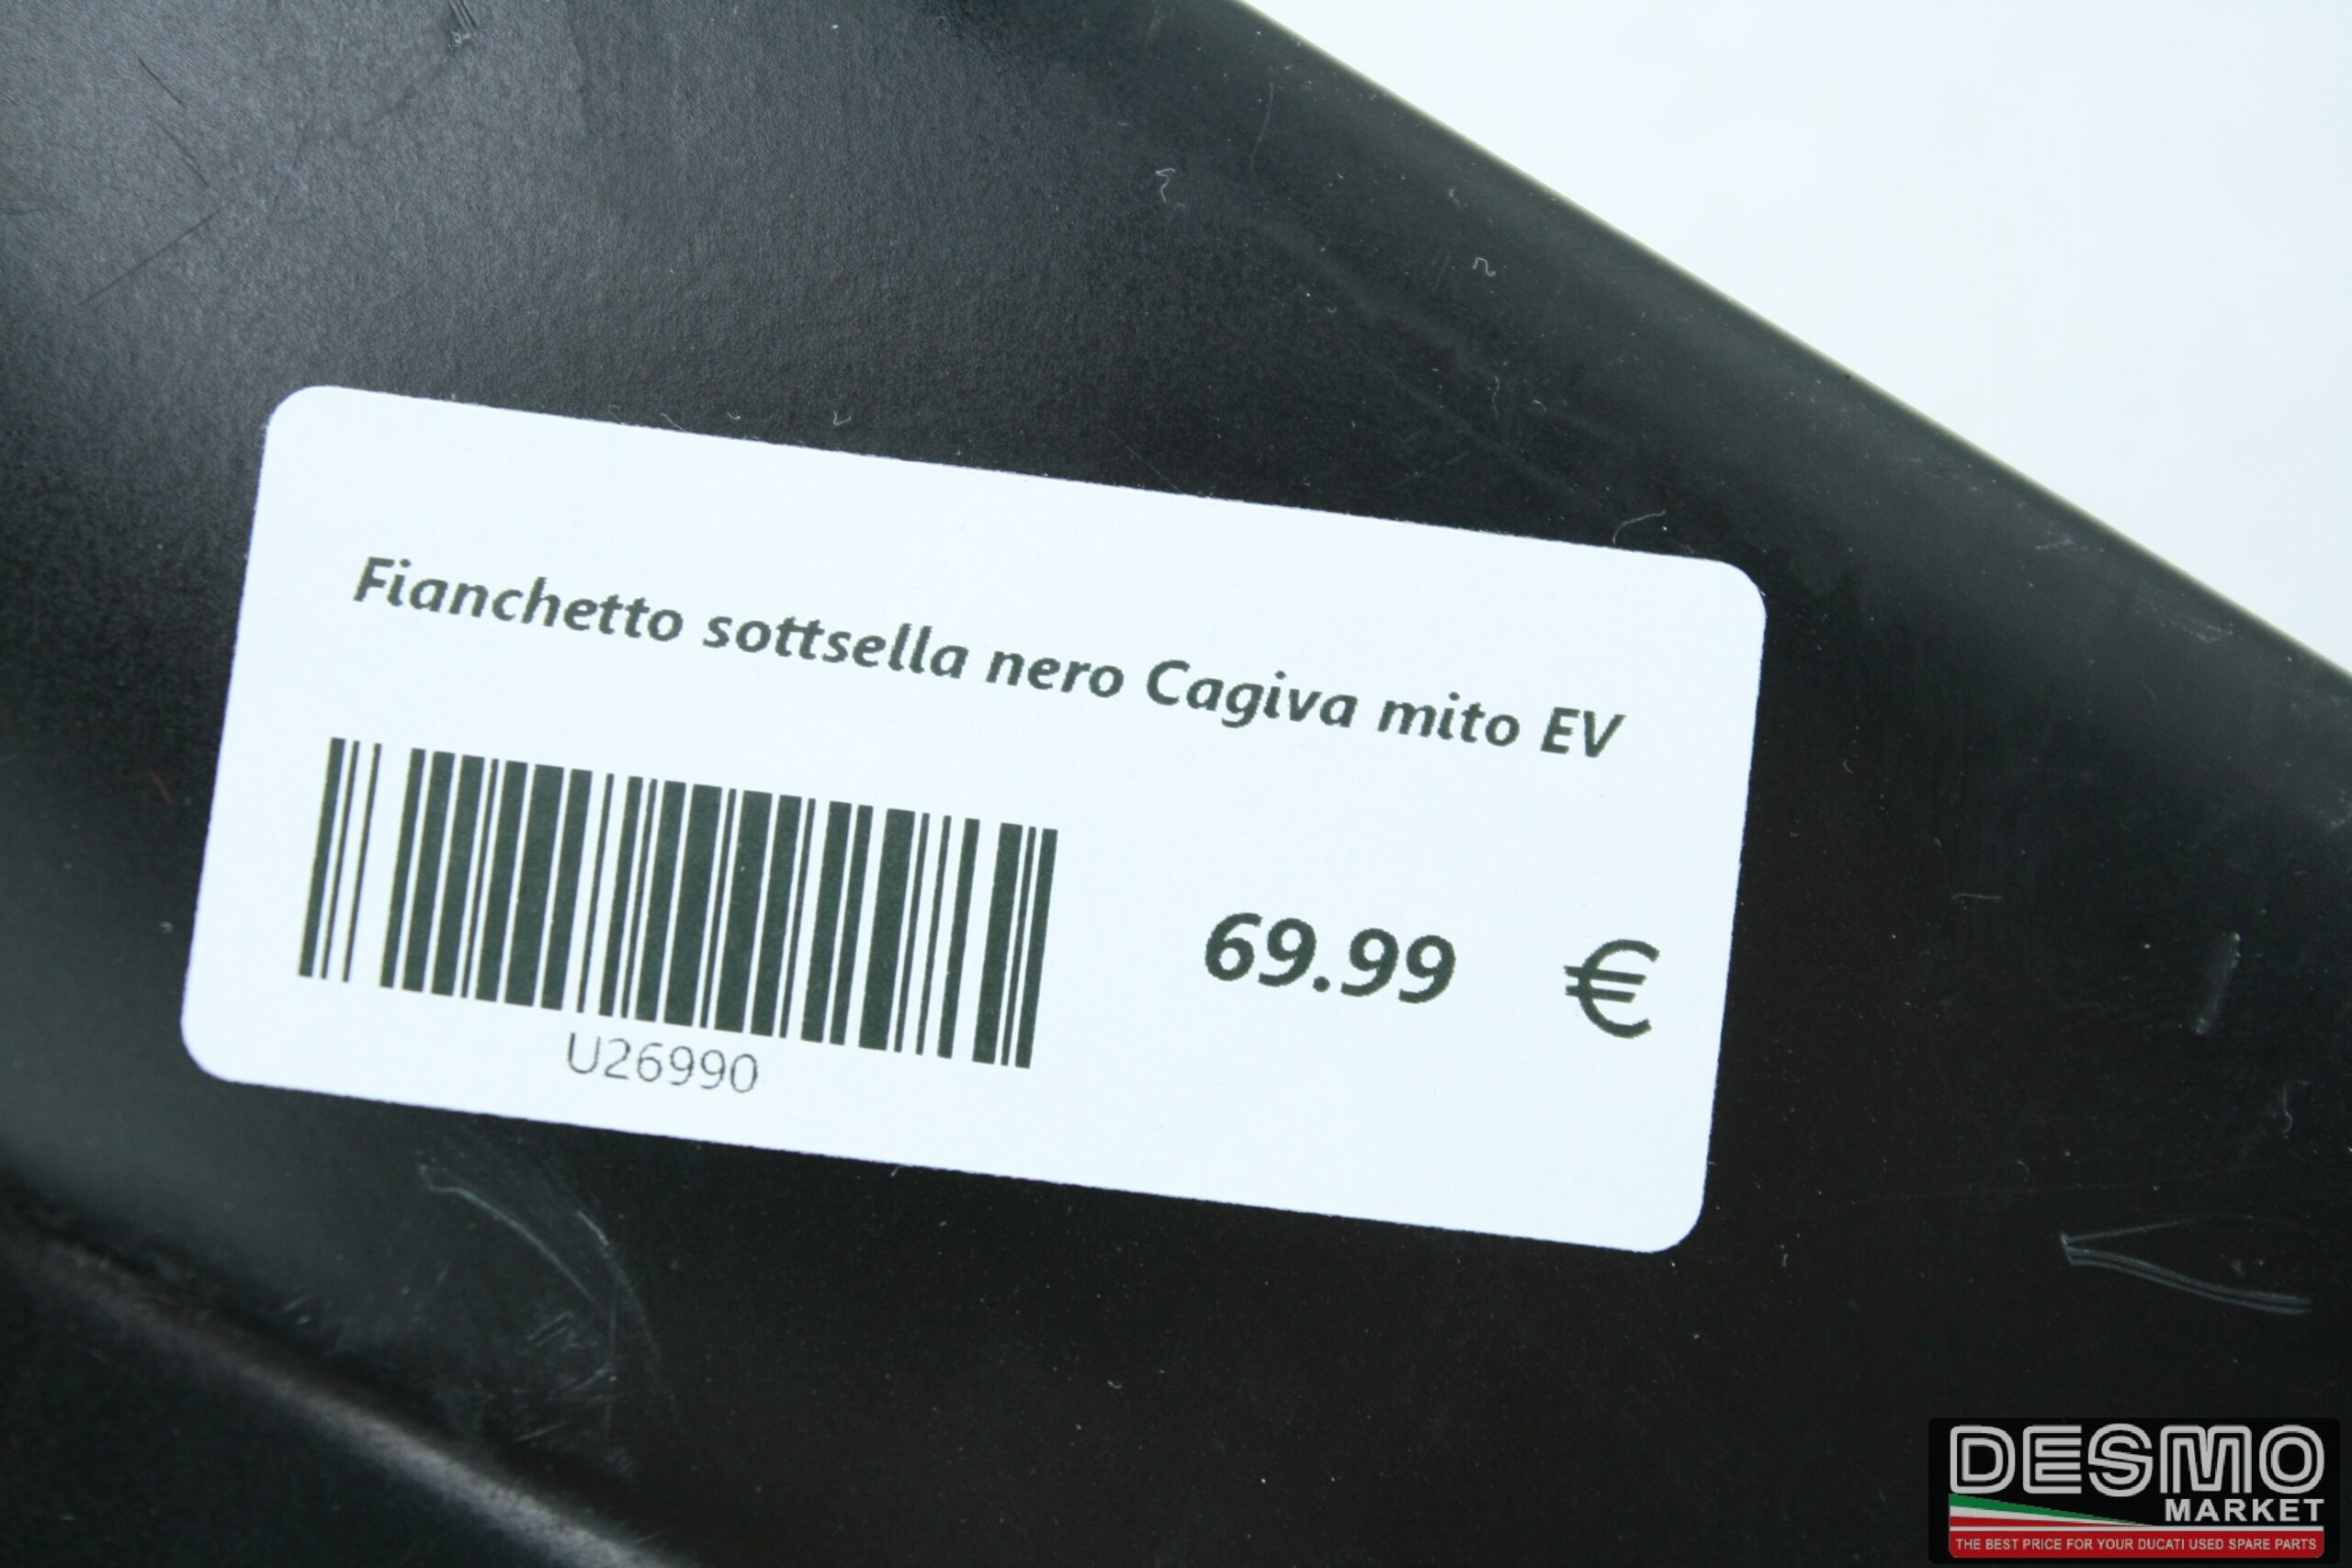 Fianchetto sottsella nero Cagiva mito EV
69.99 €
U26990
DESMO
MARKET
THE BEST PRICE FOR YOUR DUCATI USED SPARE PARTS